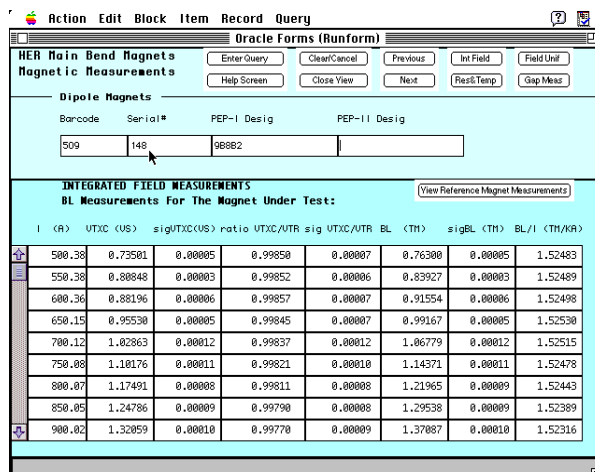 Action Edit Block Item Record Query
Oracle Forms (Runform)
HER Main Bend Magnets
Magnetic Measurements
Enter Query Clear/Cancel Previous Int Field Field Unif
Help Screen Close View Next Res&Temp Gap Meas
Dipole Magnets
Barcode Serial# PEP-I Desig PEP-II Desig
509 148 9B8B2
INTEGRATED FIELD MEASUREMENTS
BL Measurements For The Magnet Under Test:
View Reference Magnet Measurements
I (A) VTXC (VS) sigVTXC(VS) ratio VTXC/VTR sig VTXC/VTR BL (TM) sigBL (TM) BL/I (TM/KA)
500.38 0.73501 0.00005 0.99850 0.00007 0.76300 0.00005 1.52483
550.38 0.80848 0.00003 0.99852 0.00006 0.83927 0.00003 1.52489
600.36 0.88196 0.00006 0.99857 0.00007 0.91554 0.00006 1.52498
650.15 0.95530 0.00005 0.99845 0.00007 0.99167 0.00005 1.52530
700.12 1.02863 0.00012 0.99837 0.00012 1.06779 0.00012 1.52515
750.08 1.10176 0.00011 0.99821 0.00010 1.14371 0.00011 1.52478
800.07 1.17491 0.00008 0.99811 0.00008 1.21965 0.00009 1.52443
850.05 1.24786 0.00009 0.99790 0.00008 1.29538 0.00009 1.52389
900.02 1.32059 0.00010 0.99770 0.00009 1.37087 0.00010 1.52316